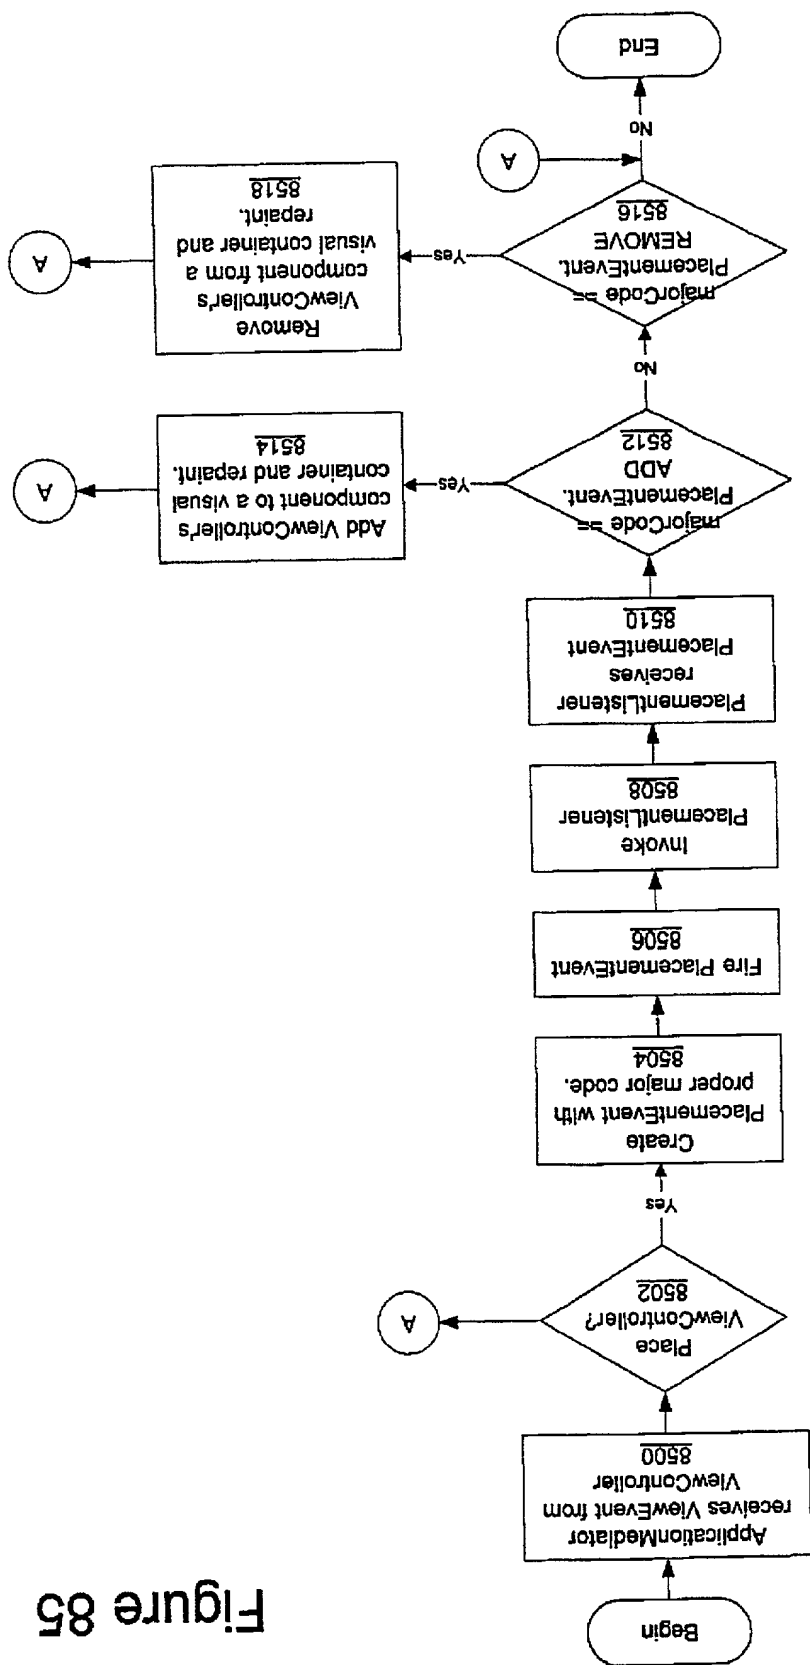 Figure 85
Begin
ApplicationMediator
receives ViewEvent from
ViewController
8500
Place
ViewController?
8502
A
Yes
Create
PlacementEvent with
proper major code.
8504
Fire PlacementEvent
8506
Invoke
PlacementListener
8508
PlacementListener
receives
PlacementEvent
8510
majorCode ==
PlacementEvent.
ADD
8512
Yes
Add ViewController's
component to a visual
container and repaint.
8514
A
No
majorCode ==
PlacementEvent.
REMOVE
8516
Yes
Remove
ViewController's
component from a
visual container and
repaint.
8518
A
A
No
End